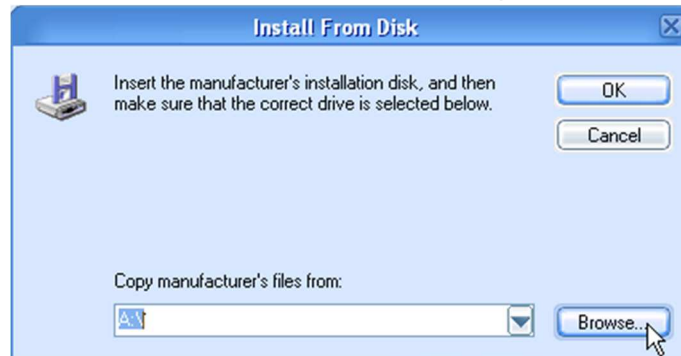 Install From Disk
Insert the manufacturer's installation disk, and then
make sure that the correct drive is selected below.
OK
Cancel
Copy manufacturer's files from:
A:\
Browse...